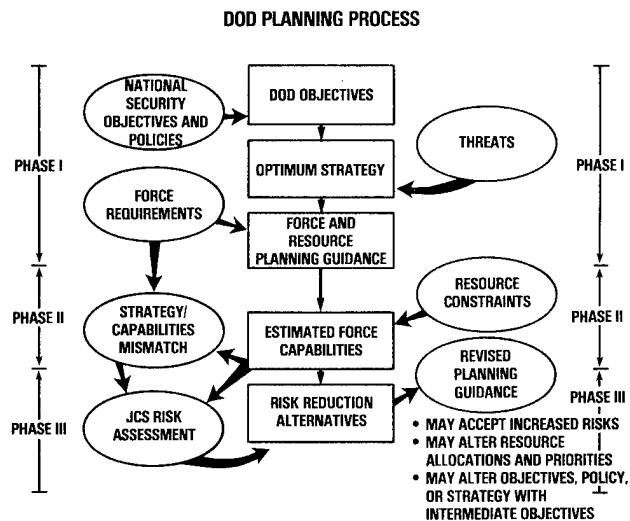 DOD PLANNING PROCESS
NATIONAL
SECURITY
OBJECTIVES AND
POLICIES
DOD OBJECTIVES
THREATS
PHASE I
OPTIMUM STRATEGY
PHASE I
FORCE
REQUIREMENTS
FORCE AND
RESOURCE
PLANNING GUIDANCE
RESOURCE
CONSTRAINTS
PHASE II
STRATEGY/
CAPABILITIES
MISMATCH
ESTIMATED FORCE
CAPABILITIES
PHASE II
REVISED
PLANNING
GUIDANCE
PHASE III
JCS RISK
ASSESSMENT
RISK REDUCTION
ALTERNATIVES
PHASE III
• MAY ACCEPT INCREASED RISKS
• MAY ALTER RESOURCE
ALLOCATIONS AND PRIORITIES
• MAY ALTER OBJECTIVES, POLICY,
OR STRATEGY WITH
INTERMEDIATE OBJECTIVES